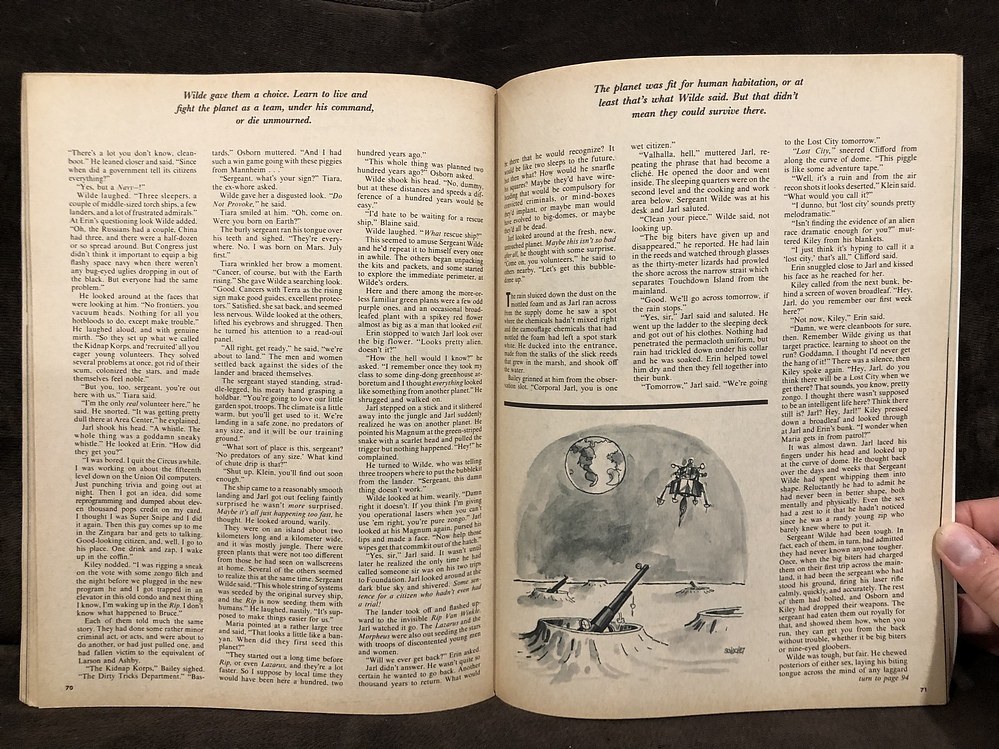 Wilde gave them a choice. Learn to live and
fight the planet as a team, under his command,
or die unmourned.
"There's a lot you don't know, clean-
boot." He leaned closer and said. "Since
when did a government tell its citizens
everything?"
"Yes, but a Navy—!"
Wilde laughed. "Three sleepers, a
couple of middle-sized torch ships, a few
landers, and a lot of frustrated admirals."
At Erin's questioning look Wilde added,
"Oh, the Russians had a couple, China
had three, and there were a half-dozen
or so spread around. But Congress just
didn't think it important to equip a big
flashy space navy when there weren't
any bug-eyed uglies dropping in out of
the black. But everyone had the same
problem."
He looked around at the faces that
were looking at him. "No frontiers, you
vacuum heads. Nothing for all you
hotbloods to do, except make trouble."
He laughed aloud, and with genuine
mirth. "So they set up what we called
the Kidnap Korps, and 'recruited' all you
eager young volunteers. They solved
several problems at once, got rid of their
scum, colonized the stars, and made
themselves feel noble."
"But you, too, sergeant, you're out
here with us," Tiara said.
"I'm the only real volunteer here," he
said. He snorted. "It was getting pretty
dull there at Area Center," he explained.
Jarl shook his head. "A whistle. The
whole thing was a goddamn sneaky
whistle." He looked at Erin. "How did
they get you?"
"I was bored. I quit the Circus awhile.
I was working on about the fifteenth
level down on the Union Oil computers.
Just punching trivia and going out at
night. Then I got an idea, did some
reprogramming and dumped about elev-
en thousand pops credit on my card.
I thought I was Super Snipe and I did
it again. Then this guy comes up to me
in the Zingara bar and gets to talking.
Good-looking citizen, and, well, I go to
his place. One drink and zap, I wake
up in the coffin."
Kiley nodded. "I was rigging a sneak
on the vote with some zongo filch and
the night before we plugged in the new
program he and I got trapped in an
elevator in this old condo and next thing
I know, I'm waking up in the Rip. I don't
know what happened to Bruce."
Each of them told much the same
story. They had done some rather minor
criminal act, or acts, and were about to
do another, or had just pulled one, and
had fallen victim to the equivalent of
Larson and Ashby.
"The Kidnap Korps," Bailey sighed.
"The Dirty Tricks Department." "Bas-
tards," Osborn muttered. "And I had
such a win game going with these piggies
from Mannheim . . ."
"Sergeant, what's your sign?" Tiara,
the ex-whore asked.
Wilde gave her a disgusted look. "Do
Not Provoke," he said.
Tiara smiled at him. "Oh, come on.
Were you born on Earth?"
The burly sergeant ran his tongue over
his teeth and sighed. "They're every-
where. No. I was born on Mars. July
first."
Tiara wrinkled her brow a moment.
"Cancer, of course, but with the Earth
rising." She gave Wilde a searching look.
"Good. Cancers with Terra as the rising
sign make good guides, excellent protec-
tors." Satisfied, she sat back, and seemed
less nervous. Wilde looked at the others,
lifted his eyebrows and shrugged. Then
he turned his attention to a read-out
panel.
"All right, get ready," he said, "we're
about to land." The men and women
settled back against the sides of the
lander and braced themselves.
The sergeant stayed standing, strad-
dle-legged, his meaty hand grasping a
holdbar. "You're going to love our little
garden spot, troops. The climate is a little
warm, but you'll get used to it. We're
landing in a safe zone, no predators of
any size, and it will be our training
ground."
"What sort of place is this, sergeant?
'No predators of any size.' What kind
of chute drip is that?"
"Shut up, Klein, you'll find out soon
enough."
The ship came to a reasonably smooth
landing and Jarl got out feeling faintly
surprised he wasn't more surprised.
Maybe it's all just happening too fast, he
thought. He looked around, warily.
They were on an island about two
kilometers long and a kilometer wide,
and it was mostly jungle. There were
green plants that were not too different
from those he had seen on wallscreens
at home. Several of the others seemed
to realize this at the same time. Sergeant
Wilde said, "This whole string of systems
was seeded by the original survey ship,
and the Rip is now seeding them with
humans." He laughed, nastily. "It's sup-
posed to make things easier for us."
Maria pointed at a rather large tree
and said, "That looks a little like a ban-
yan. When did they first seed this
planet?"
"They started out a long time before
Rip, or even Lazarus, and they're a lot
faster. So I suppose by local time they
would have been here a hundred, two
hundred years ago."
"This whole thing was planned two
hundred years ago?" Osborn asked.
Wilde shook his head. "No, dummy,
but at these distances and speeds a dif-
ference of a hundred years would be
easy."
"I'd hate to be waiting for a rescue
ship," Blaine said.
Wilde laughed. "What rescue ship?"
This seemed to amuse Sergeant Wilde
and he'd repeat it to himself every once
in awhile. The others began unpacking
the kits and packets, and some started
to explore the immediate perimeter, at
Wilde's orders.
Here and there among the more-or-
less familiar green plants were a few odd
purple ones, and an occasional broad-
leafed plant with a spikey red flower
almost as big as a man that looked evil.
Erin stopped to watch Jarl look over
the big flower. "Looks pretty alien,
doesn't it?"
"How the hell would I know?" he
asked. "I remember once they took my
class to some ding-dong greenhouse ar-
boretum and I thought everything looked
like something from another planet." He
shrugged and walked on.
Jarl stepped on a stick and it slithered
away into the jungle and Jarl suddenly
realized he was on another planet. He
pointed his Magnum at the green-striped
snake with a scarlet head and pulled the
trigger but nothing happened. "Hey!" he
complained.
He turned to Wilde, who was telling
three troopers where to put the bubblekit
from the lander. "Sergeant, this damn
thing doesn't work."
Wilde looked at him, wearily. "Damn
right it doesn't. If you think I'm giving
you operational lasers when you can't
use 'em right, you're pure zongo." Jarl
looked at his Magnum again, pursed his
lips and made a face. "Now help those
wipes get that commkit out of the hatch."
"Yes, sir," Jarl said. It wasn't until
later he realized the only time he had
called someone sir was on his two trips
to Foundation. Jarl looked around at the
dark blue sky and shivered. Some sen-
tence for a citizen who hadn't even had
a trial!
The lander took off and flashed up-
ward to the invisible Rip Van Winkle.
Jarl watched it go. The Lazarus and the
Morpheus were also out seeding the stars
with troops of discontented young men
and women.
"Will we ever get back?" Erin asked.
Jarl didn't answer. He wasn't quite so
certain he wanted to go back. Another
thousand years to return. What would
70
The planet was fit for human habitation, or at
least that's what Wilde said. But that didn't
mean they could survive there.
there that he would recognize? It
would be like two sleeps to the future.
then what? How would he snarfle
his squares? Maybe they'd have wire-
heading that would be compulsory for
convicted criminals, or mind-boxes
they'd implant, or maybe man would
have evolved to big-domes, or maybe
they'd all be dead.
Jarl looked around at the fresh, new,
untouched planet. Maybe this isn't so bad
after all, he thought with some surprise.
"Come on, you volunteers," he said to
others nearby. "Let's get this bubble-
dome up."
The rain sluiced down the dust on the
mottled foam and as Jarl ran across
from the supply dome he saw a spot
where the chemicals hadn't mixed right
and the camouflage chemicals that had
mottled the foam had left a spot stark
white. He ducked into the entrance,
made from the stalks of the slick reeds
that grew in the marsh, and shook off
the water.
Bailey grinned at him from the obser-
vation slot. "Corporal Jarl, you is one
wet citizen."
"Valhalla, hell," muttered Jarl, re-
peating the phrase that had become a
cliché. He opened the door and went
inside. The sleeping quarters were on the
second level and the cooking and work
area below. Sergeant Wilde was at his
desk and Jarl saluted.
"Clean your piece," Wilde said, not
looking up.
"The big biters have given up and
disappeared," he reported. He had lain
in the reeds and watched through glasses
as the thirty-meter lizards had prowled
the shore across the narrow strait which
separates Touchdown Island from the
mainland.
"Good. We'll go across tomorrow, if
the rain stops."
"Yes, sir," Jarl said and saluted. He
went up the ladder to the sleeping deck
and got out of his clothes. Nothing had
penetrated the permacloth uniform, but
rain had trickled down under his collar
and he was soaked. Erin helped towel
him dry and then they fell together into
their bunk.
"Tomorrow," Jarl said. "We're going
to the Lost City tomorrow."
"Lost City," sneered Clifford from
along the curve of dome. "This piggle
is like some adventure tape."
"Well, it's a ruin and from the air
recon shots it looks deserted," Klein said.
"What would you call it?"
"I dunno, but 'lost city' sounds pretty
melodramatic."
"Isn't finding the evidence of an alien
race dramatic enough for you?" mut-
tered Kiley from his blankets.
"I just think it's hyping to call it a
'lost city,' that's all," Clifford said.
Erin snuggled close to Jarl and kissed
his face as he reached for her.
Kiley called from the next bunk, be-
hind a screen of woven broadleaf. "Hey,
Jarl, do you remember our first week
here?"
"Not now, Kiley," Erin said.
"Damn, we were cleanboots for sure,
then. Remember Wilde giving us that
target practice, learning to shoot on the
run? Goddamn, I thought I'd never get
the hang of it!" There was a silence, then
Kiley spoke again. "Hey, Jarl, do you
think there will be a Lost City when we
get there? That sounds, you know, pretty
zongo. I thought there wasn't supposed
to be an intelligent life here? Think there
still is? Jarl? Hey, Jarl!" Kiley pressed
down a broadleaf and looked through
at Jarl and Erin's bunk. "I wonder when
Maria gets in from patrol?"
It was almost dawn. Jarl laced his
fingers under his head and looked up
at the curve of dome. He thought back
over the days and weeks that Sergeant
Wilde had spent whipping them into
shape. Reluctantly he had to admit he
had never been in better shape, both
mentally and physically. Even the sex
had a zest to it that he hadn't noticed
since he was a randy zing zip who
barely knew where to put it.
Sergeant Wilde had been tough. In
fact, each of them, in turn, had admitted
they had never known anyone tougher.
Once, when the big biters had charged
them on their first trip across the main-
land, it had been the sergeant who had
stood his ground, firing his laser rifle
calmly, quickly, and accurately. The rest
of them had bolted, and Osborn and
Kiley had dropped their weapons. The
sergeant had eaten them out royally for
that, and showed them, how when you
run, they can get you from the back
without trouble, whether it be big biters
or nine-eyed gloobers.
Wilde was tough, but fair. He chewed
posteriors of either sex, laying his biting
tongue across the mind of any laggard
turn to page 94
71